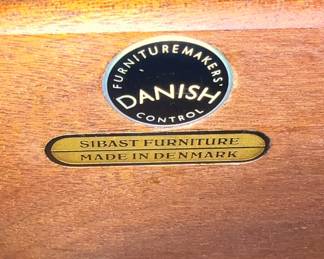 FURNITUREMAKERS'
DANISH
CONTROL
SIBAST FURNITURE
MADE IN DENMARK